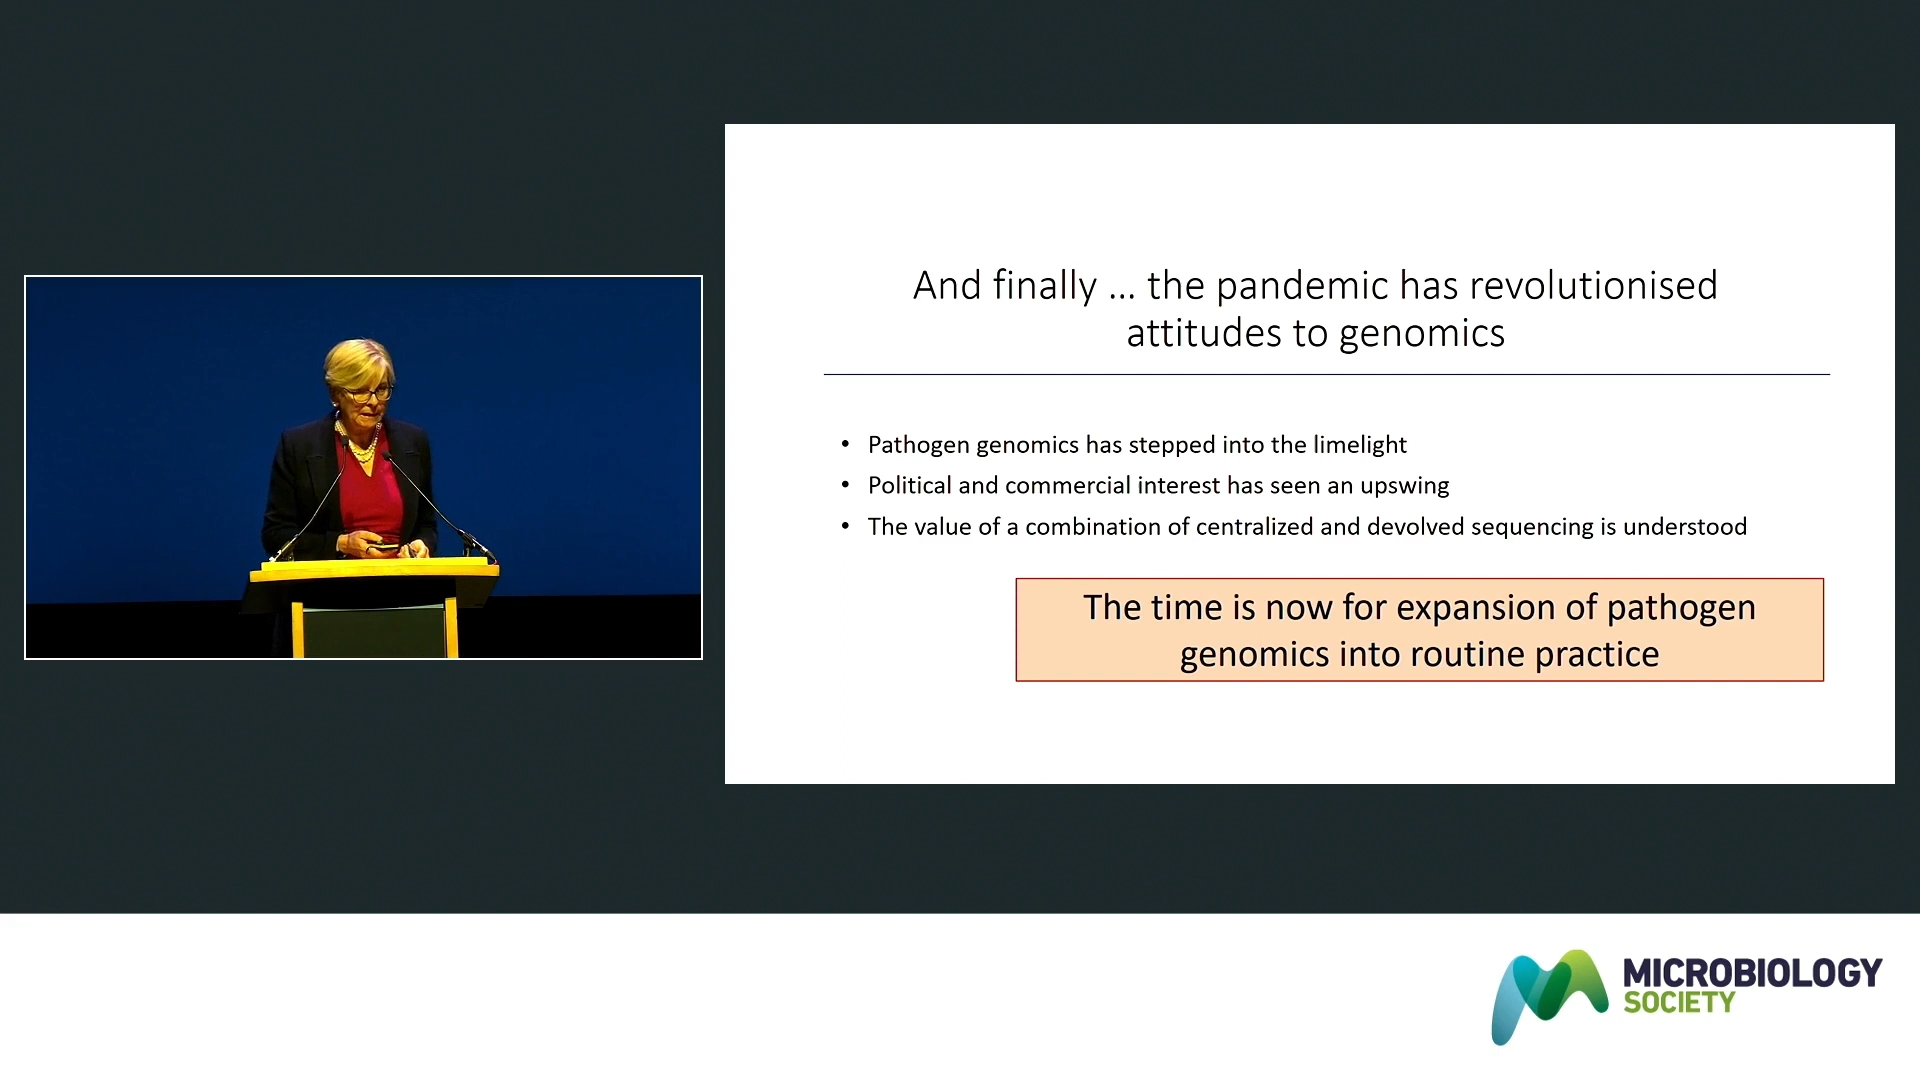 And finally ... the pandemic has revolutionised
attitudes to genomics
• Pathogen genomics has stepped into the limelight
• Political and commercial interest has seen an upswing
• The value of a combination of centralized and devolved sequencing is understood
The time is now for expansion of pathogen
genomics into routine practice
MICROBIOLOGY
SOCIETY